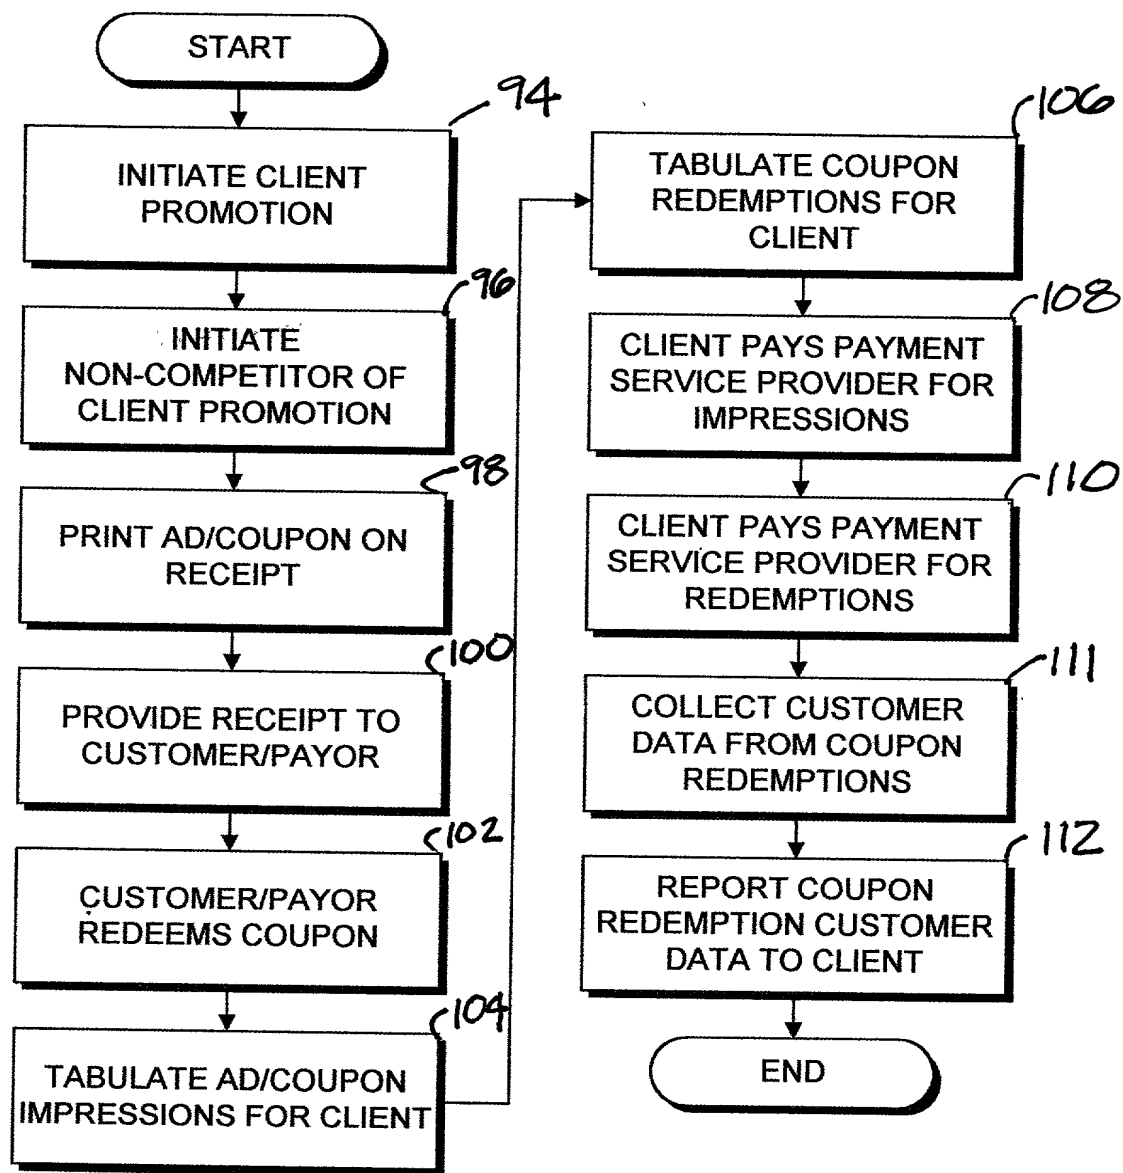 START
94
INITIATE CLIENT
PROMOTION
96
INITIATE
NON-COMPETITOR OF
CLIENT PROMOTION
98
PRINT AD/COUPON ON
RECEIPT
100
PROVIDE RECEIPT TO
CUSTOMER/PAYOR
102
CUSTOMER/PAYOR
REDEEMS COUPON
104
TABULATE AD/COUPON
IMPRESSIONS FOR CLIENT
106
TABULATE COUPON
REDEMPTIONS FOR
CLIENT
108
CLIENT PAYS PAYMENT
SERVICE PROVIDER FOR
IMPRESSIONS
110
CLIENT PAYS PAYMENT
SERVICE PROVIDER FOR
REDEMPTIONS
111
COLLECT CUSTOMER
DATA FROM COUPON
REDEMPTIONS
112
REPORT COUPON
REDEMPTION CUSTOMER
DATA TO CLIENT
END